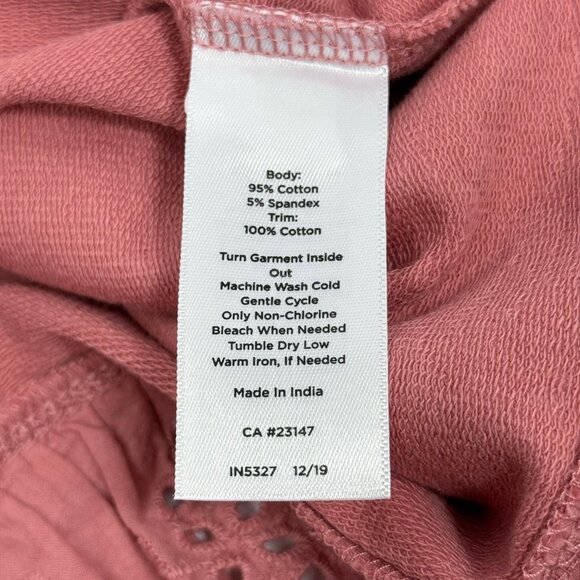 Body:
95% Cotton
5% Spandex
Trim:
100% Cotton
Turn Garment Inside
Out
Machine Wash Cold
Gentle Cycle
Only Non-Chlorine
Bleach When Needed
Tumble Dry Low
Warm Iron, If Needed
Made In India
CA #23147
IN5327 12/19